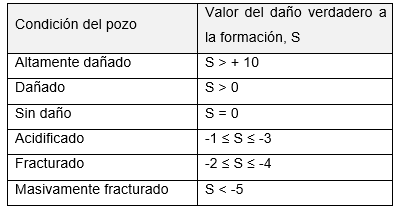 Condición del pozo Valor del daño verdadero a
la formación, S
Altamente dañado S > + 10
Dañado S > 0
Sin daño S = 0
Acidificado -1 ≤ S ≤ -3
Fracturado -2 ≤ S ≤ -4
Masivamente fracturado S < -5